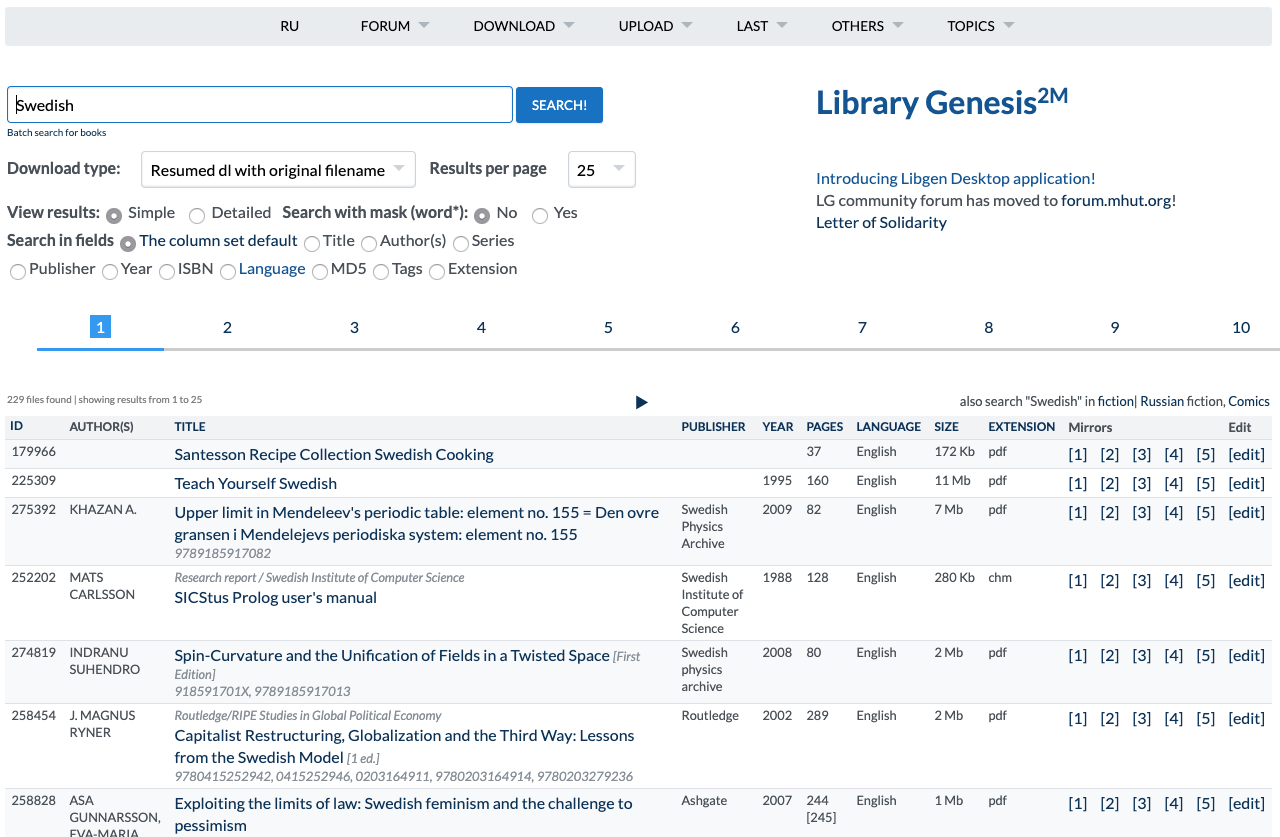 RU FORUM DOWNLOAD UPLOAD LAST OTHERS TOPICS
Swedish SEARCH!
Batch search for books
Library Genesis2M
Download type: Resumed dl with original filename Results per page 25
View results: Simple Detailed Search with mask (word*): No Yes
Search in fields The column set default Title Author(s) Series
Publisher Year ISBN Language MD5 Tags Extension
Introducing Libgen Desktop application!
LG community forum has moved to forum.mhut.org!
Letter of Solidarity
1 2 3 4 5 6 7 8 9 10
229 files found | showing results from 1 to 25 ▶ also search "Swedish" in fiction| Russian fiction, Comics
ID AUTHOR(S) TITLE PUBLISHER YEAR PAGES LANGUAGE SIZE EXTENSION Mirrors Edit
179966 Santesson Recipe Collection Swedish Cooking 37 English 172 Kb pdf [1] [2] [3] [4] [5] [edit]
225309 Teach Yourself Swedish 1995 160 English 11 Mb pdf [1] [2] [3] [4] [5] [edit]
275392 KHAZAN A. Upper limit in Mendeleev's periodic table: element no. 155 = Den ovre Swedish 2009 82 English 7 Mb pdf [1] [2] [3] [4] [5] [edit]
gransen i Mendelejevs periodiska system: element no. 155 Physics
9789185917082 Archive
252202 MATS Research report / Swedish Institute of Computer Science Swedish 1988 128 English 280 Kb chm [1] [2] [3] [4] [5] [edit]
CARLSSON SICStus Prolog user's manual Institute of
Computer
Science
274819 INDRANU Spin-Curvature and the Unification of Fields in a Twisted Space [First Swedish 2008 80 English 2 Mb pdf [1] [2] [3] [4] [5] [edit]
SUHENDRO Edition] physics
918591701X, 9789185917013 archive
258454 J. MAGNUS Routledge/RIPE Studies in Global Political Economy Routledge 2002 289 English 2 Mb pdf [1] [2] [3] [4] [5] [edit]
RYNER Capitalist Restructuring, Globalization and the Third Way: Lessons
from the Swedish Model [1 ed.]
9780415252942, 0415252946, 0203164911, 9780203164914, 9780203279236
258828 ASA Exploiting the limits of law: Swedish feminism and the challenge to Ashgate 2007 244 English 1 Mb pdf [1] [2] [3] [4] [5] [edit]
GUNNARSSON, pessimism [245]
EVA-MARIA